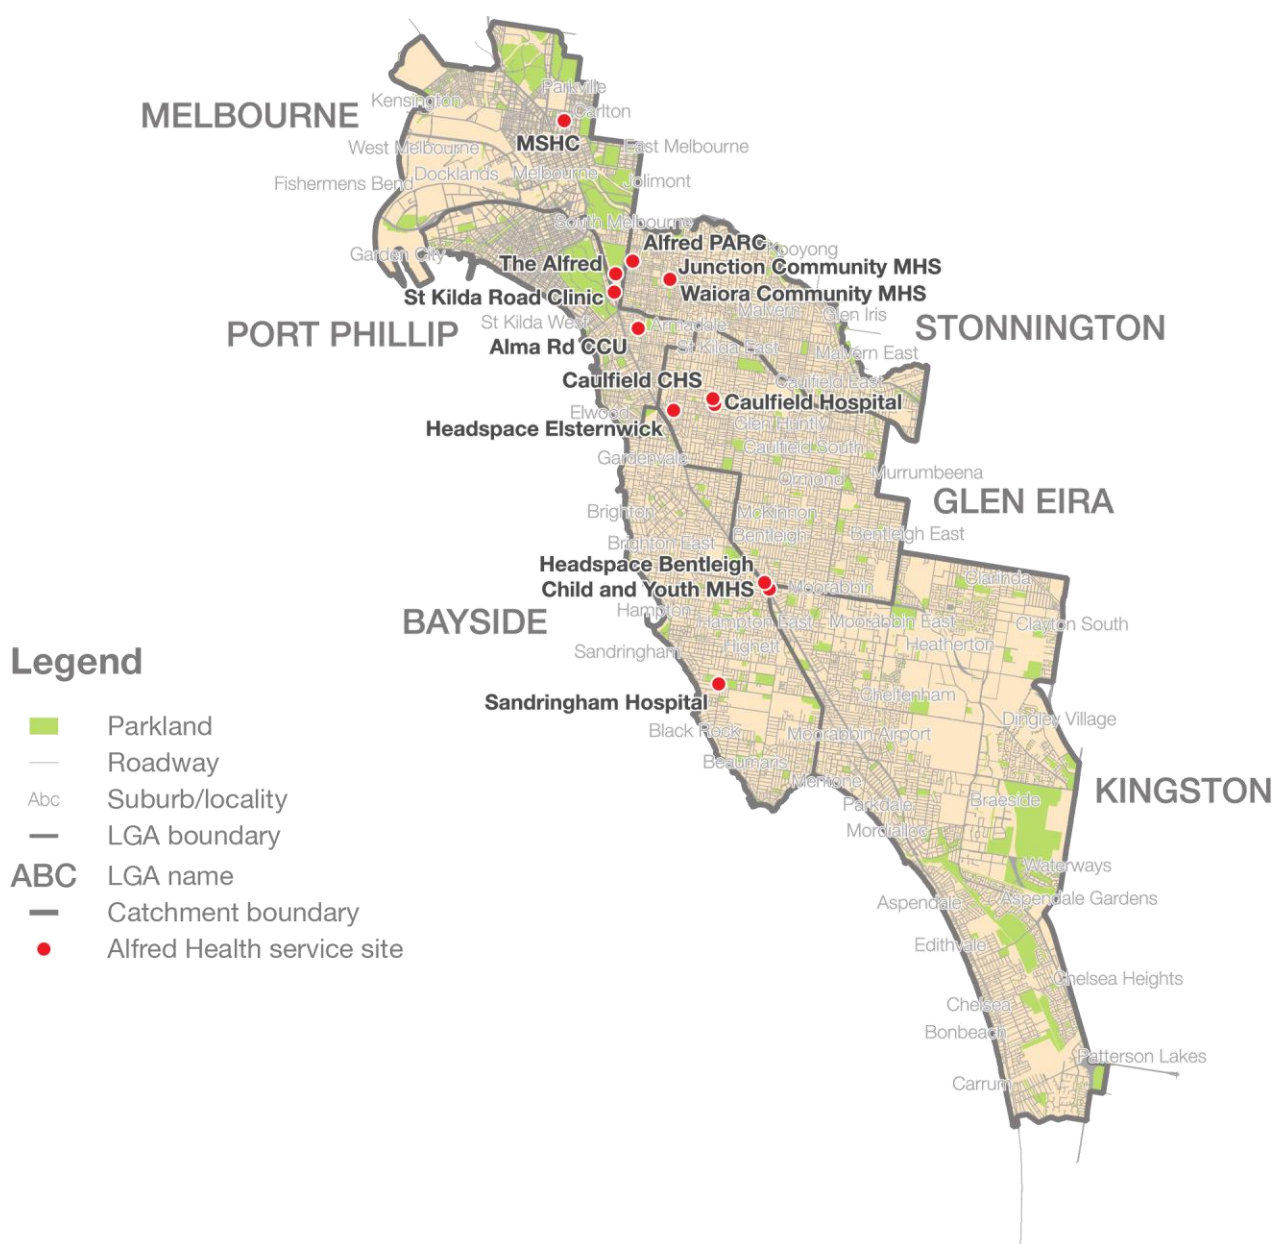 Parkville
Kensington
Carlton
MELBOURNE
MSHC
West Melbourne
East Melbourne
Docklands
Melbourne
Fishermens Bend
Jolimont
South Melbourne
Alfred PARC
Kooyong
Garden City
The Alfred
Junction Community MHS
St Kilda Road Clinic
Waiora Community MHS
Malvern
Glen Iris
PORT PHILLIP
St Kilda West
Armadale
STONNINGTON
Alma Rd CCU
St Kilda East
Malvern East
Caulfield CHS
Caulfield East
Caulfield Hospital
Elwood
Headspace Elsternwick
Glen Huntly
Caulfield South
Gardenvale
Murrumbeena
Ormond
GLEN EIRA
Brighton
McKinnon
Bentleigh
Bentleigh East
Brighton East
Headspace Bentleigh
Child and Youth MHS
Moorabbin
Clarinda
Hampton
BAYSIDE
Hampton East
Moorabbin East
Clayton South
Highett
Heatherton
Sandringham
Cheltenham
Sandringham Hospital
Dingley Village
Black Rock
Moorabbin Airport
Beaumaris
Mentone
KINGSTON
Parkdale
Braeside
Mordialloc
Waterways
Aspendale
Aspendale Gardens
Edithvale
Chelsea Heights
Chelsea
Bonbeach
Patterson Lakes
Carrum
Legend
Parkland
Roadway
Abc Suburb/locality
LGA boundary
ABC LGA name
Catchment boundary
Alfred Health service site